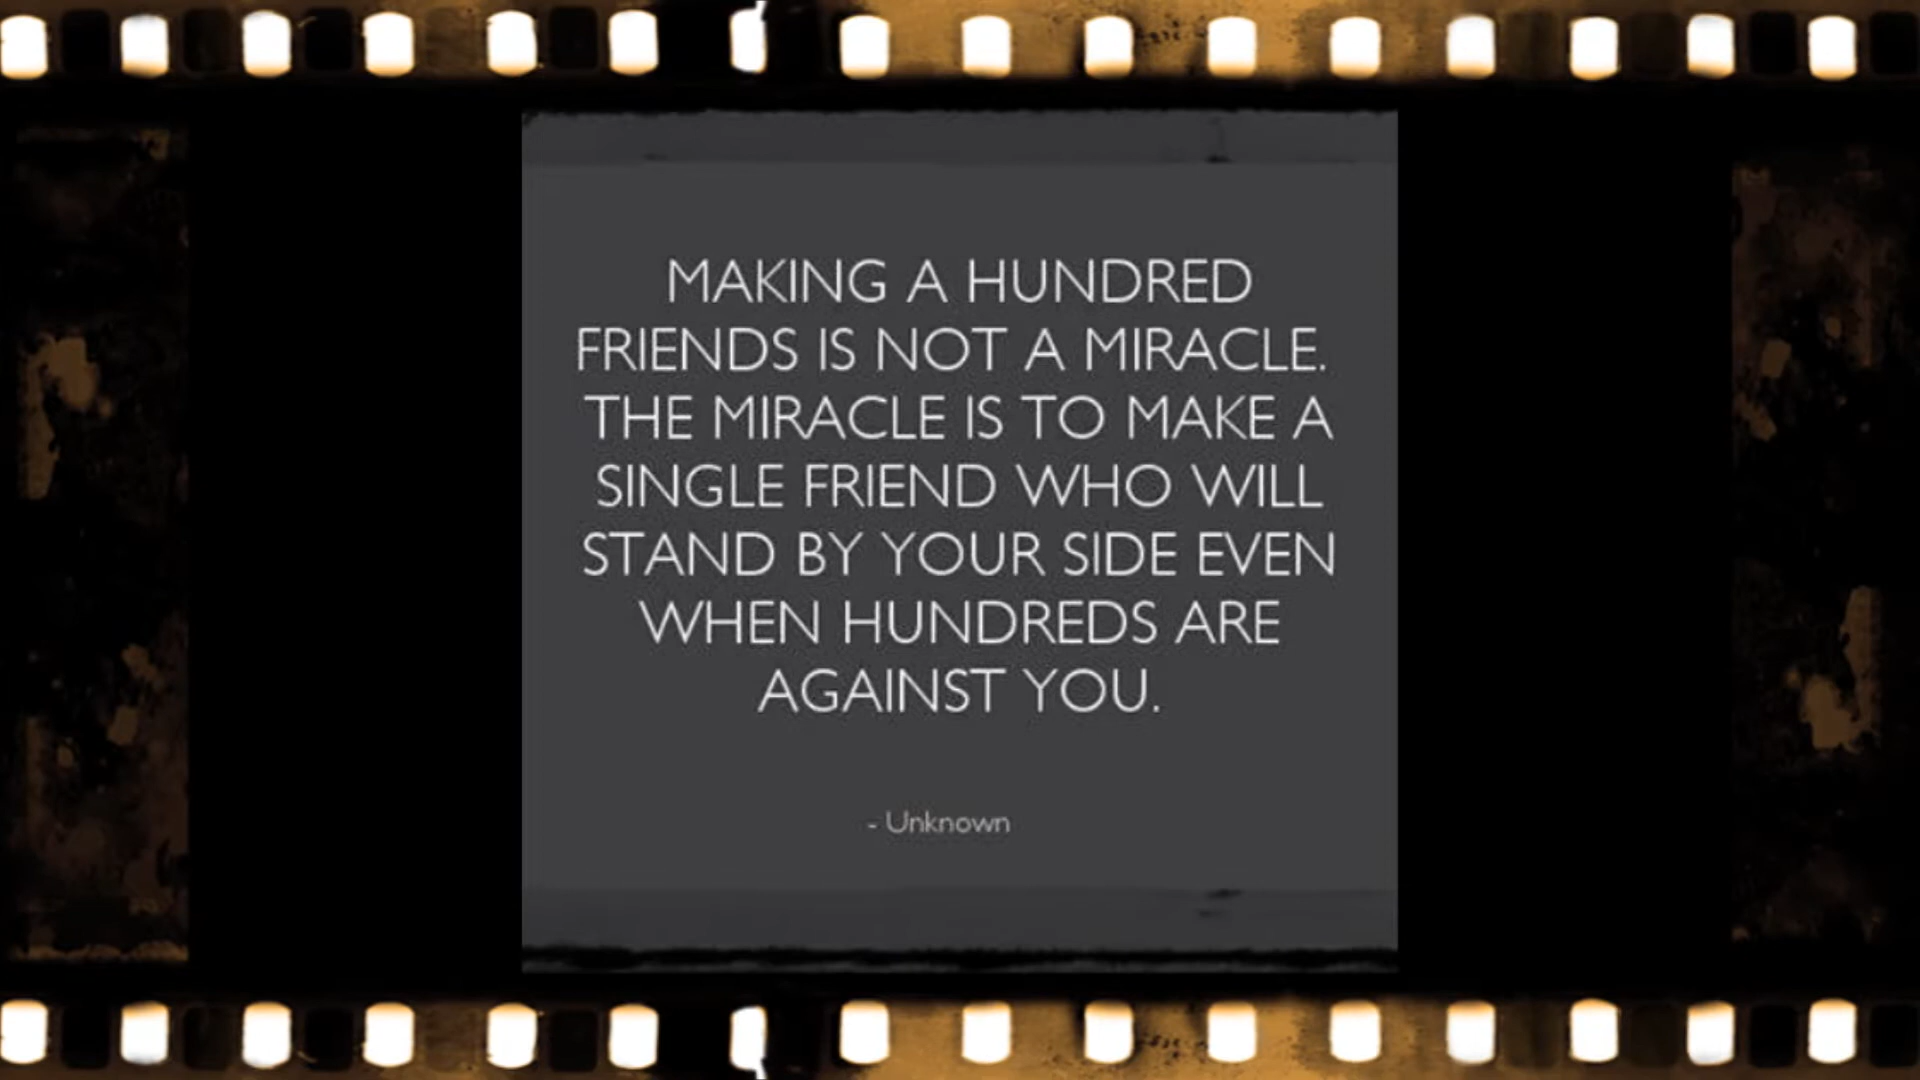 MAKING A HUNDRED
FRIENDS IS NOT A MIRACLE.
THE MIRACLE IS TO MAKE A
SINGLE FRIEND WHO WILL
STAND BY YOUR SIDE EVEN
WHEN HUNDREDS ARE
AGAINST YOU.
- Unknown